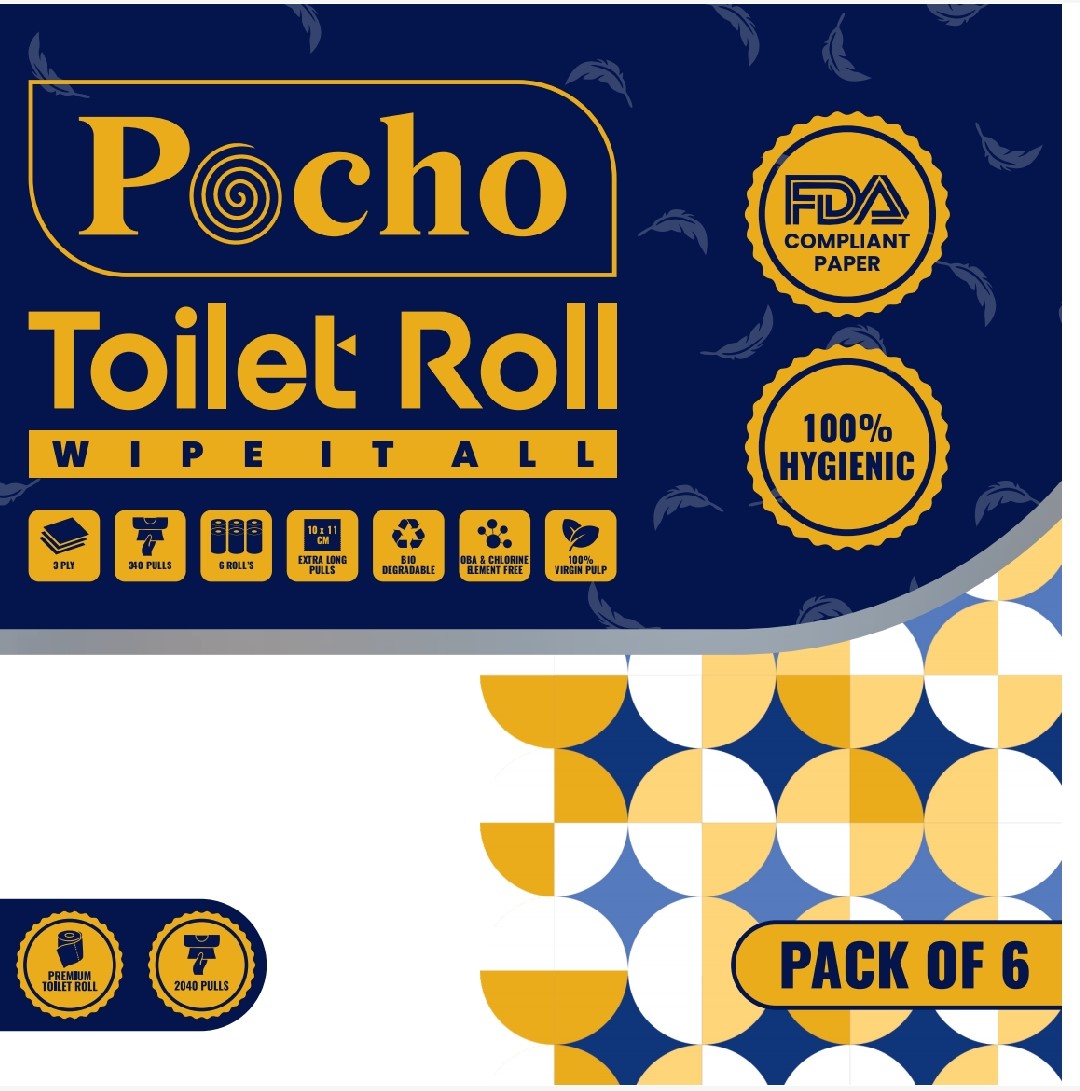 Pocho
Toilet Roll
WIPE IT ALL
3 PLY
340 PULLS
6 ROLL'S
10 x 11
CM
EXTRA LONG
PULLS
BIO
DEGRADABLE
OBA & CHLORINE
ELEMENT FREE
100%
VIRGIN PULP
FDA
COMPLIANT
PAPER
100%
HYGIENIC
PREMIUM
TOILET ROLL
2040 PULLS
PACK OF 6